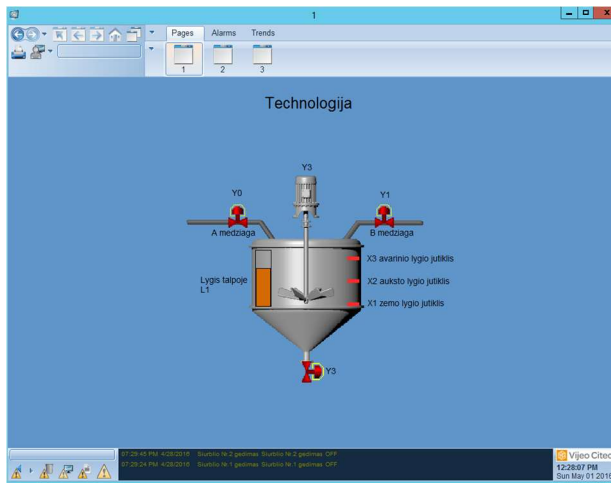 1
Pages Alarms Trends
1 2 3
Technologija
Y3
Y0
Y1
A medziaga
B medziaga
X3 avarinio lygio jutiklis
Lygis talpoje
L1
X2 auksto lygio jutiklis
X1 zemo lygio jutiklis
Y3
07:29:45 PM 4/28/2016 Siurblio Nr.2 gedimas Siurblio Nr.2 gedimas OFF
07:29:24 PM 4/28/2016 Siurblio Nr.1 gedimas Siurblio Nr.1 gedimas OFF
Vijeo Citec
12:28:07 PM
Sun May 01 2016